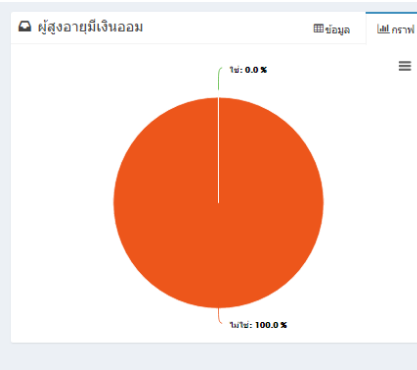 ผู้สูงอายุมีเงินออม
ข้อมูล กราฟ
ใช่: 0.0 %
ไม่ใช่: 100.0 %